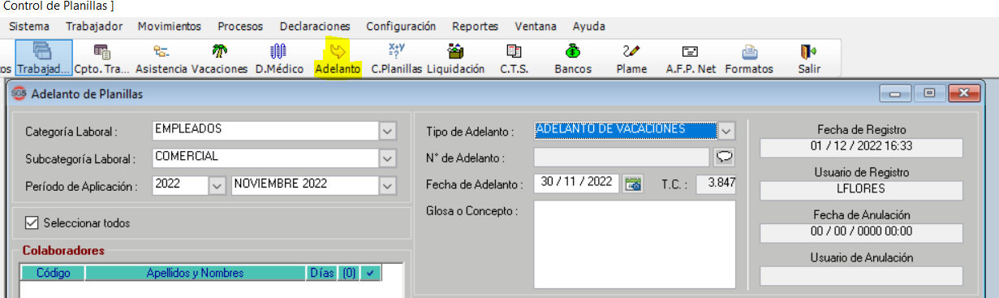 Control de Planillas ]
Sistema Trabajador Movimientos Procesos Declaraciones Configuración Reportes Ventana Ayuda
os Trabajad... Cpto. Tra... Asistencia Vacaciones D.Médico Adelanto C.Planillas Liquidación C.T.S. Bancos Plame A.F.P. Net Formatos Salir
SG5 Adelanto de Planillas
Categoría Laboral : EMPLEADOS
Subcategoría Laboral : COMERCIAL
Período de Aplicación : 2022 NOVIEMBRE 2022
Seleccionar todos
Colaboradores
Código Apellidos y Nombres Días (0)
Tipo de Adelanto : ADELANTO DE VACACIONES
N° de Adelanto :
Fecha de Adelanto : 30 / 11 / 2022 T.C. : 3.847
Glosa o Concepto :
Fecha de Registro
01 / 12 / 2022 16:33
Usuario de Registro
LFLORES
Fecha de Anulación
00 / 00 / 0000 00:00
Usuario de Anulación